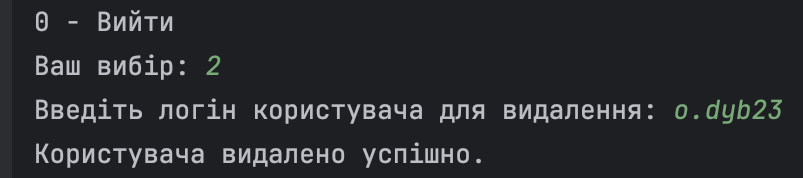 0 - Вийти
Ваш вибір: 2
Введіть логін користувача для видалення: o.dyb23
Користувача видалено успішно.